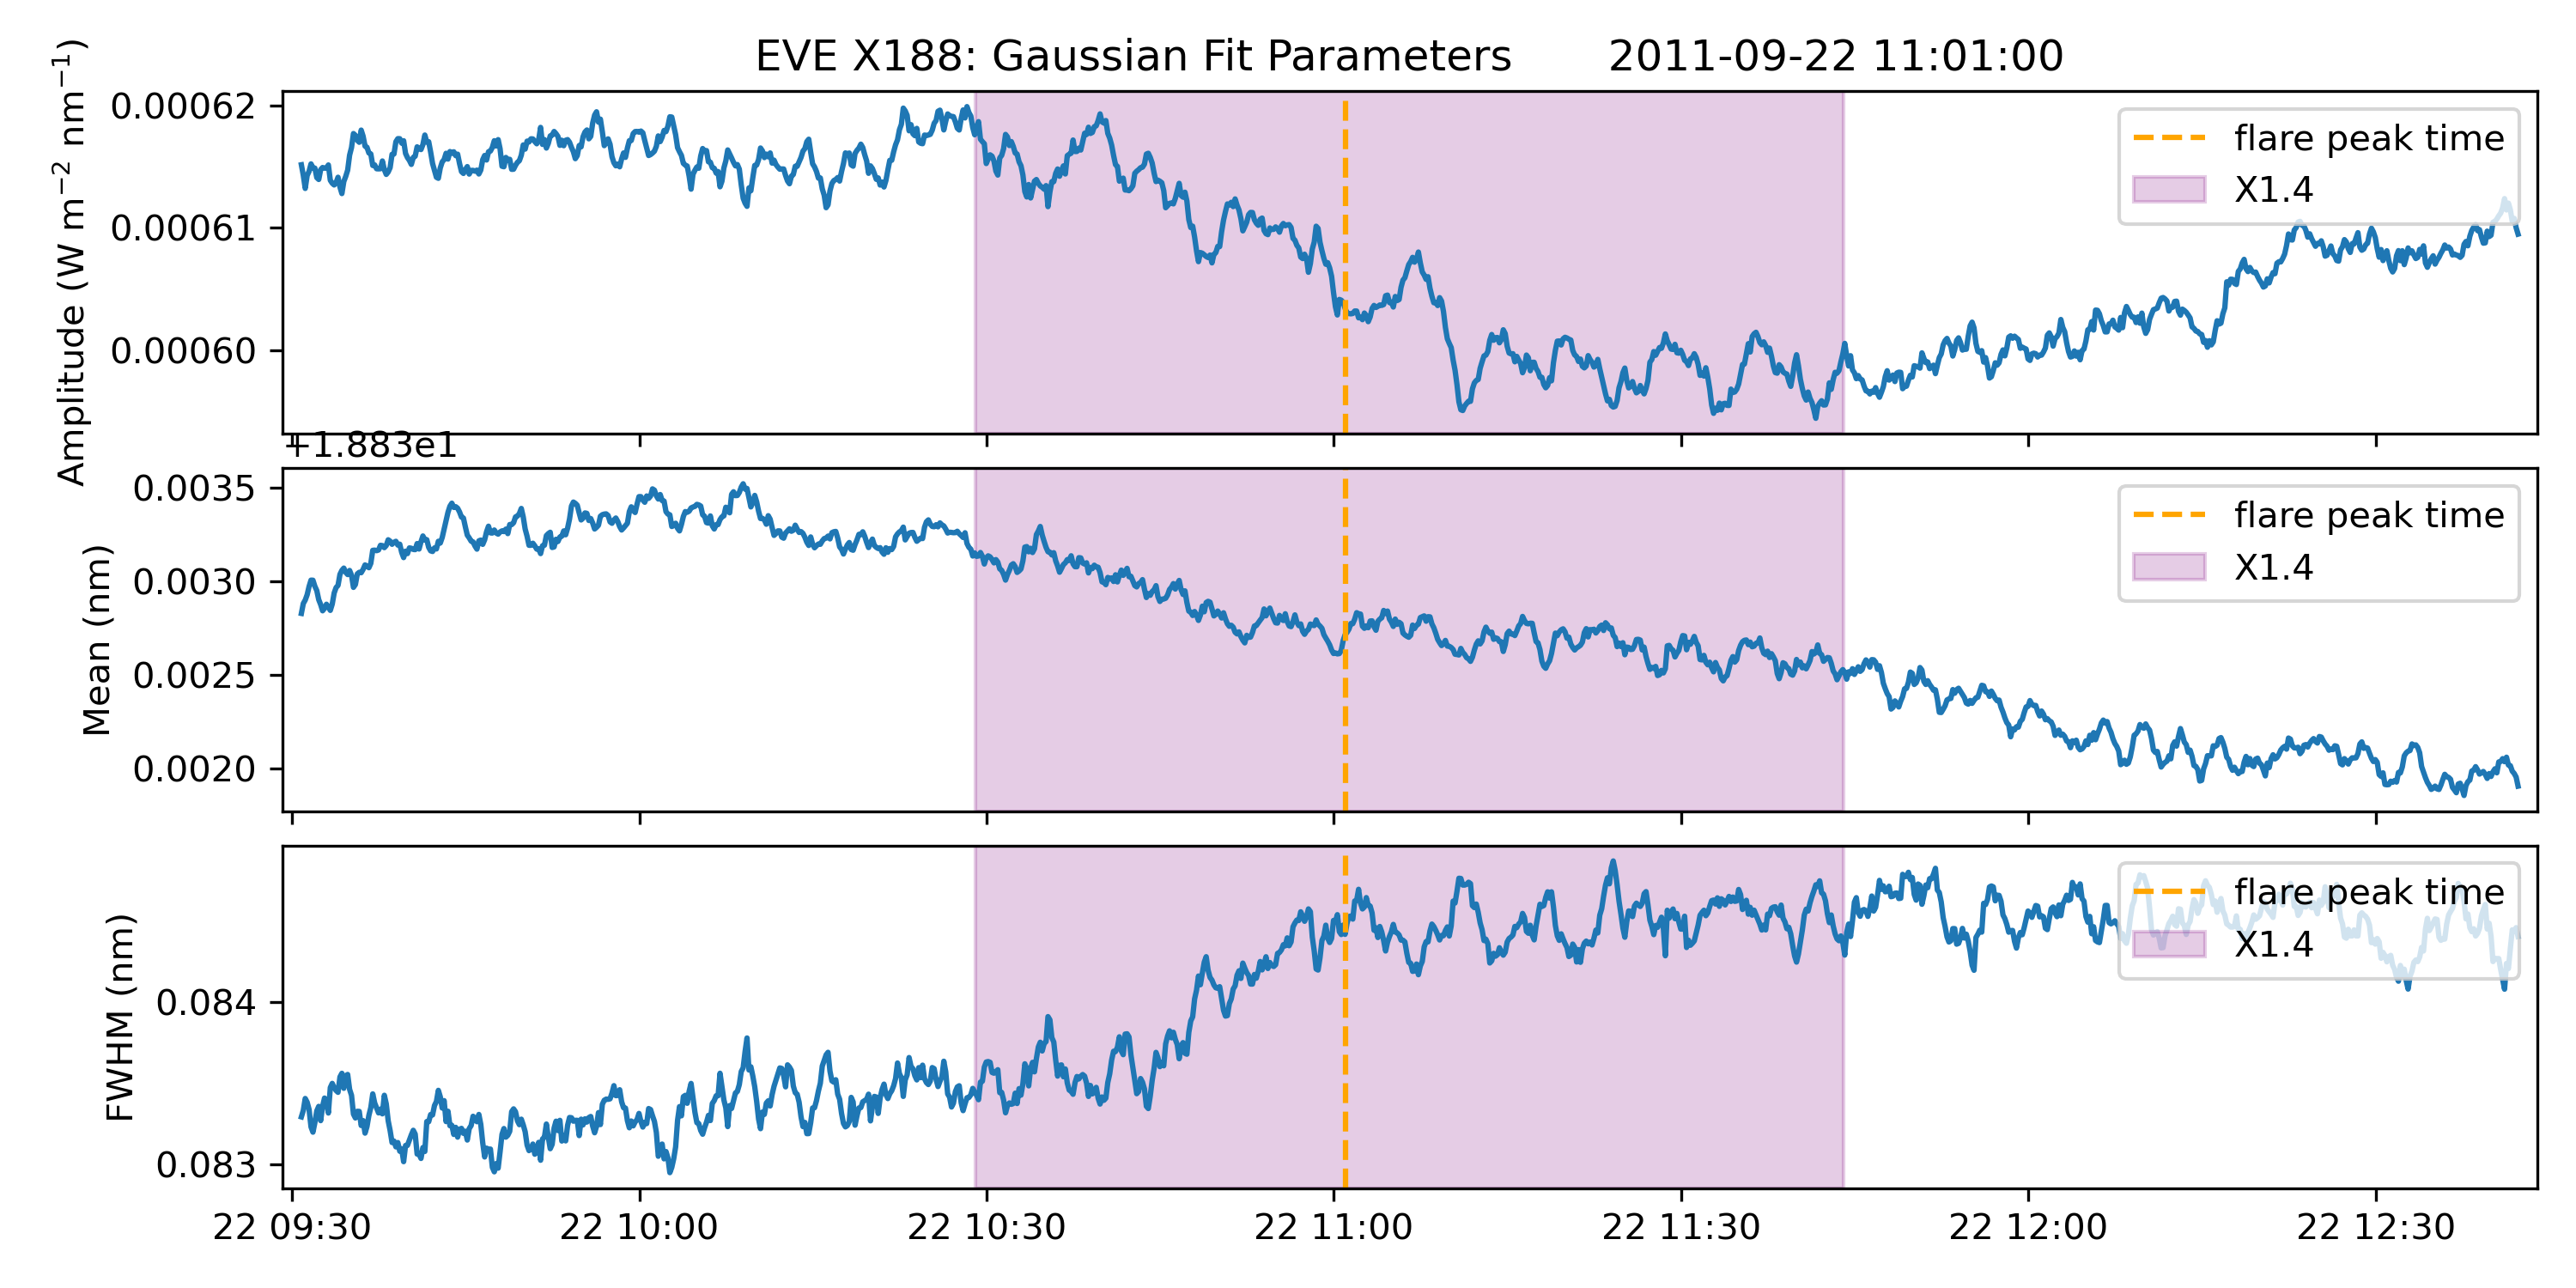 EVE X188: Gaussian Fit Parameters 2011-09-22 11:01:00
Amplitude (W m⁻² nm⁻¹)
0.00062
0.00061
0.00060
flare peak time
X1.4
+1.883e1
Mean (nm)
0.0035
0.0030
0.0025
0.0020
flare peak time
X1.4
FWHM (nm)
0.084
0.083
flare peak time
X1.4
22 09:30 22 10:00 22 10:30 22 11:00 22 11:30 22 12:00 22 12:30